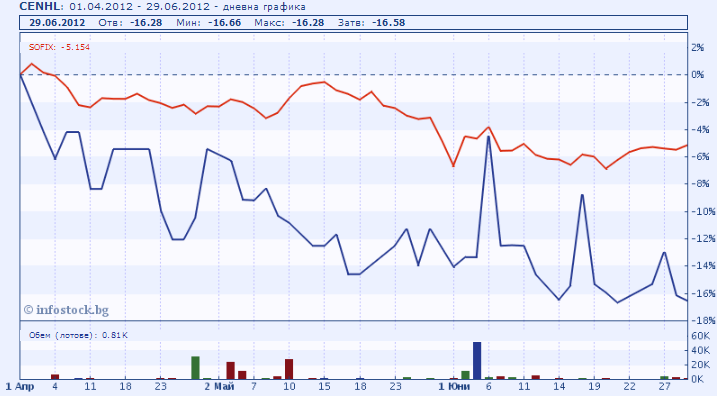 CENHL: 01.04.2012 - 29.06.2012 - дневна графика
29.06.2012 Отв: -16.28 Мин: -16.66 Макс: -16.28 Затв: -16.58
SOFIX: -5.154
2%
0%
-2%
-4%
-6%
-8%
-10%
-12%
-14%
-16%
-18%
© infostock.bg
Обем (лотове): 0.81K
60K
40K
20K
0K
1 Апр 4 11 18 23 2 Май 7 10 15 18 23 1 Юни 6 11 14 19 22 27